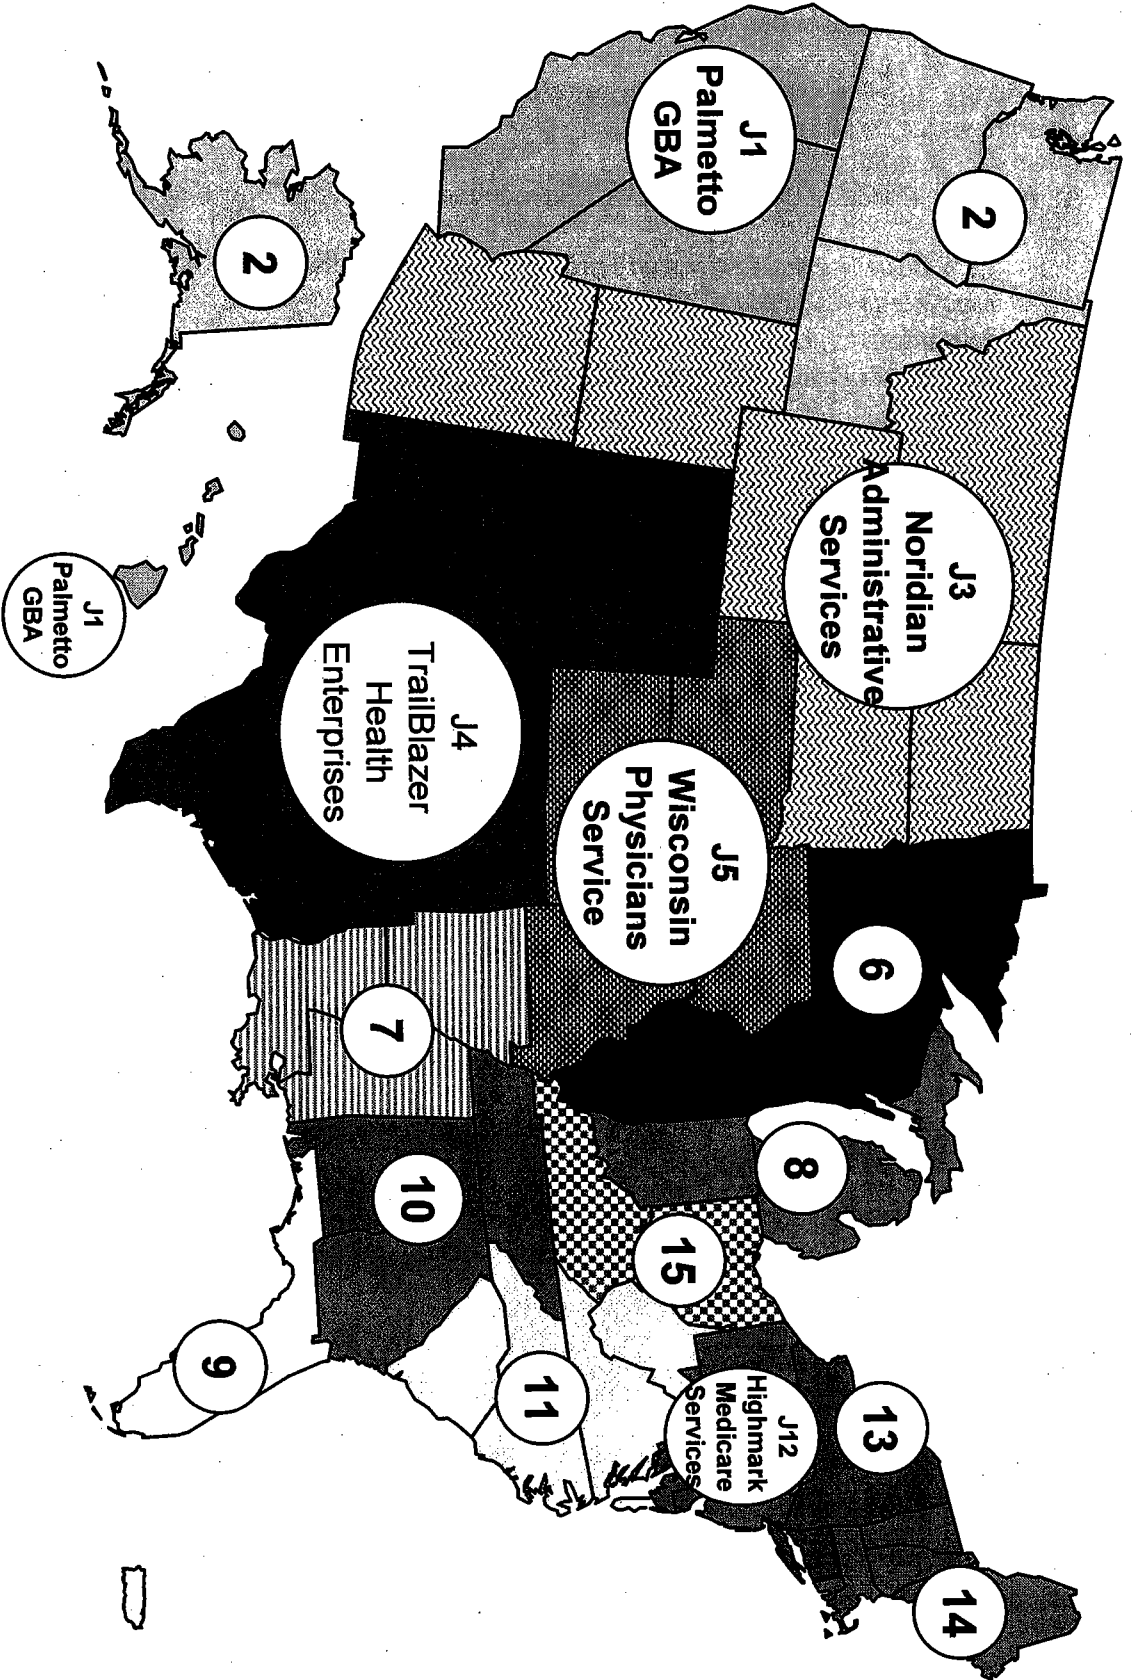 2
J1
Palmetto
GBA
J3
Noridian
Administrative
Services
2
J1
Palmetto
GBA
J4
TrailBlazer
Health
Enterprises
J5
Wisconsin
Physicians
Service
6
7
8
15
10
9
11
J12
Highmark
Medicare
Services
13
14